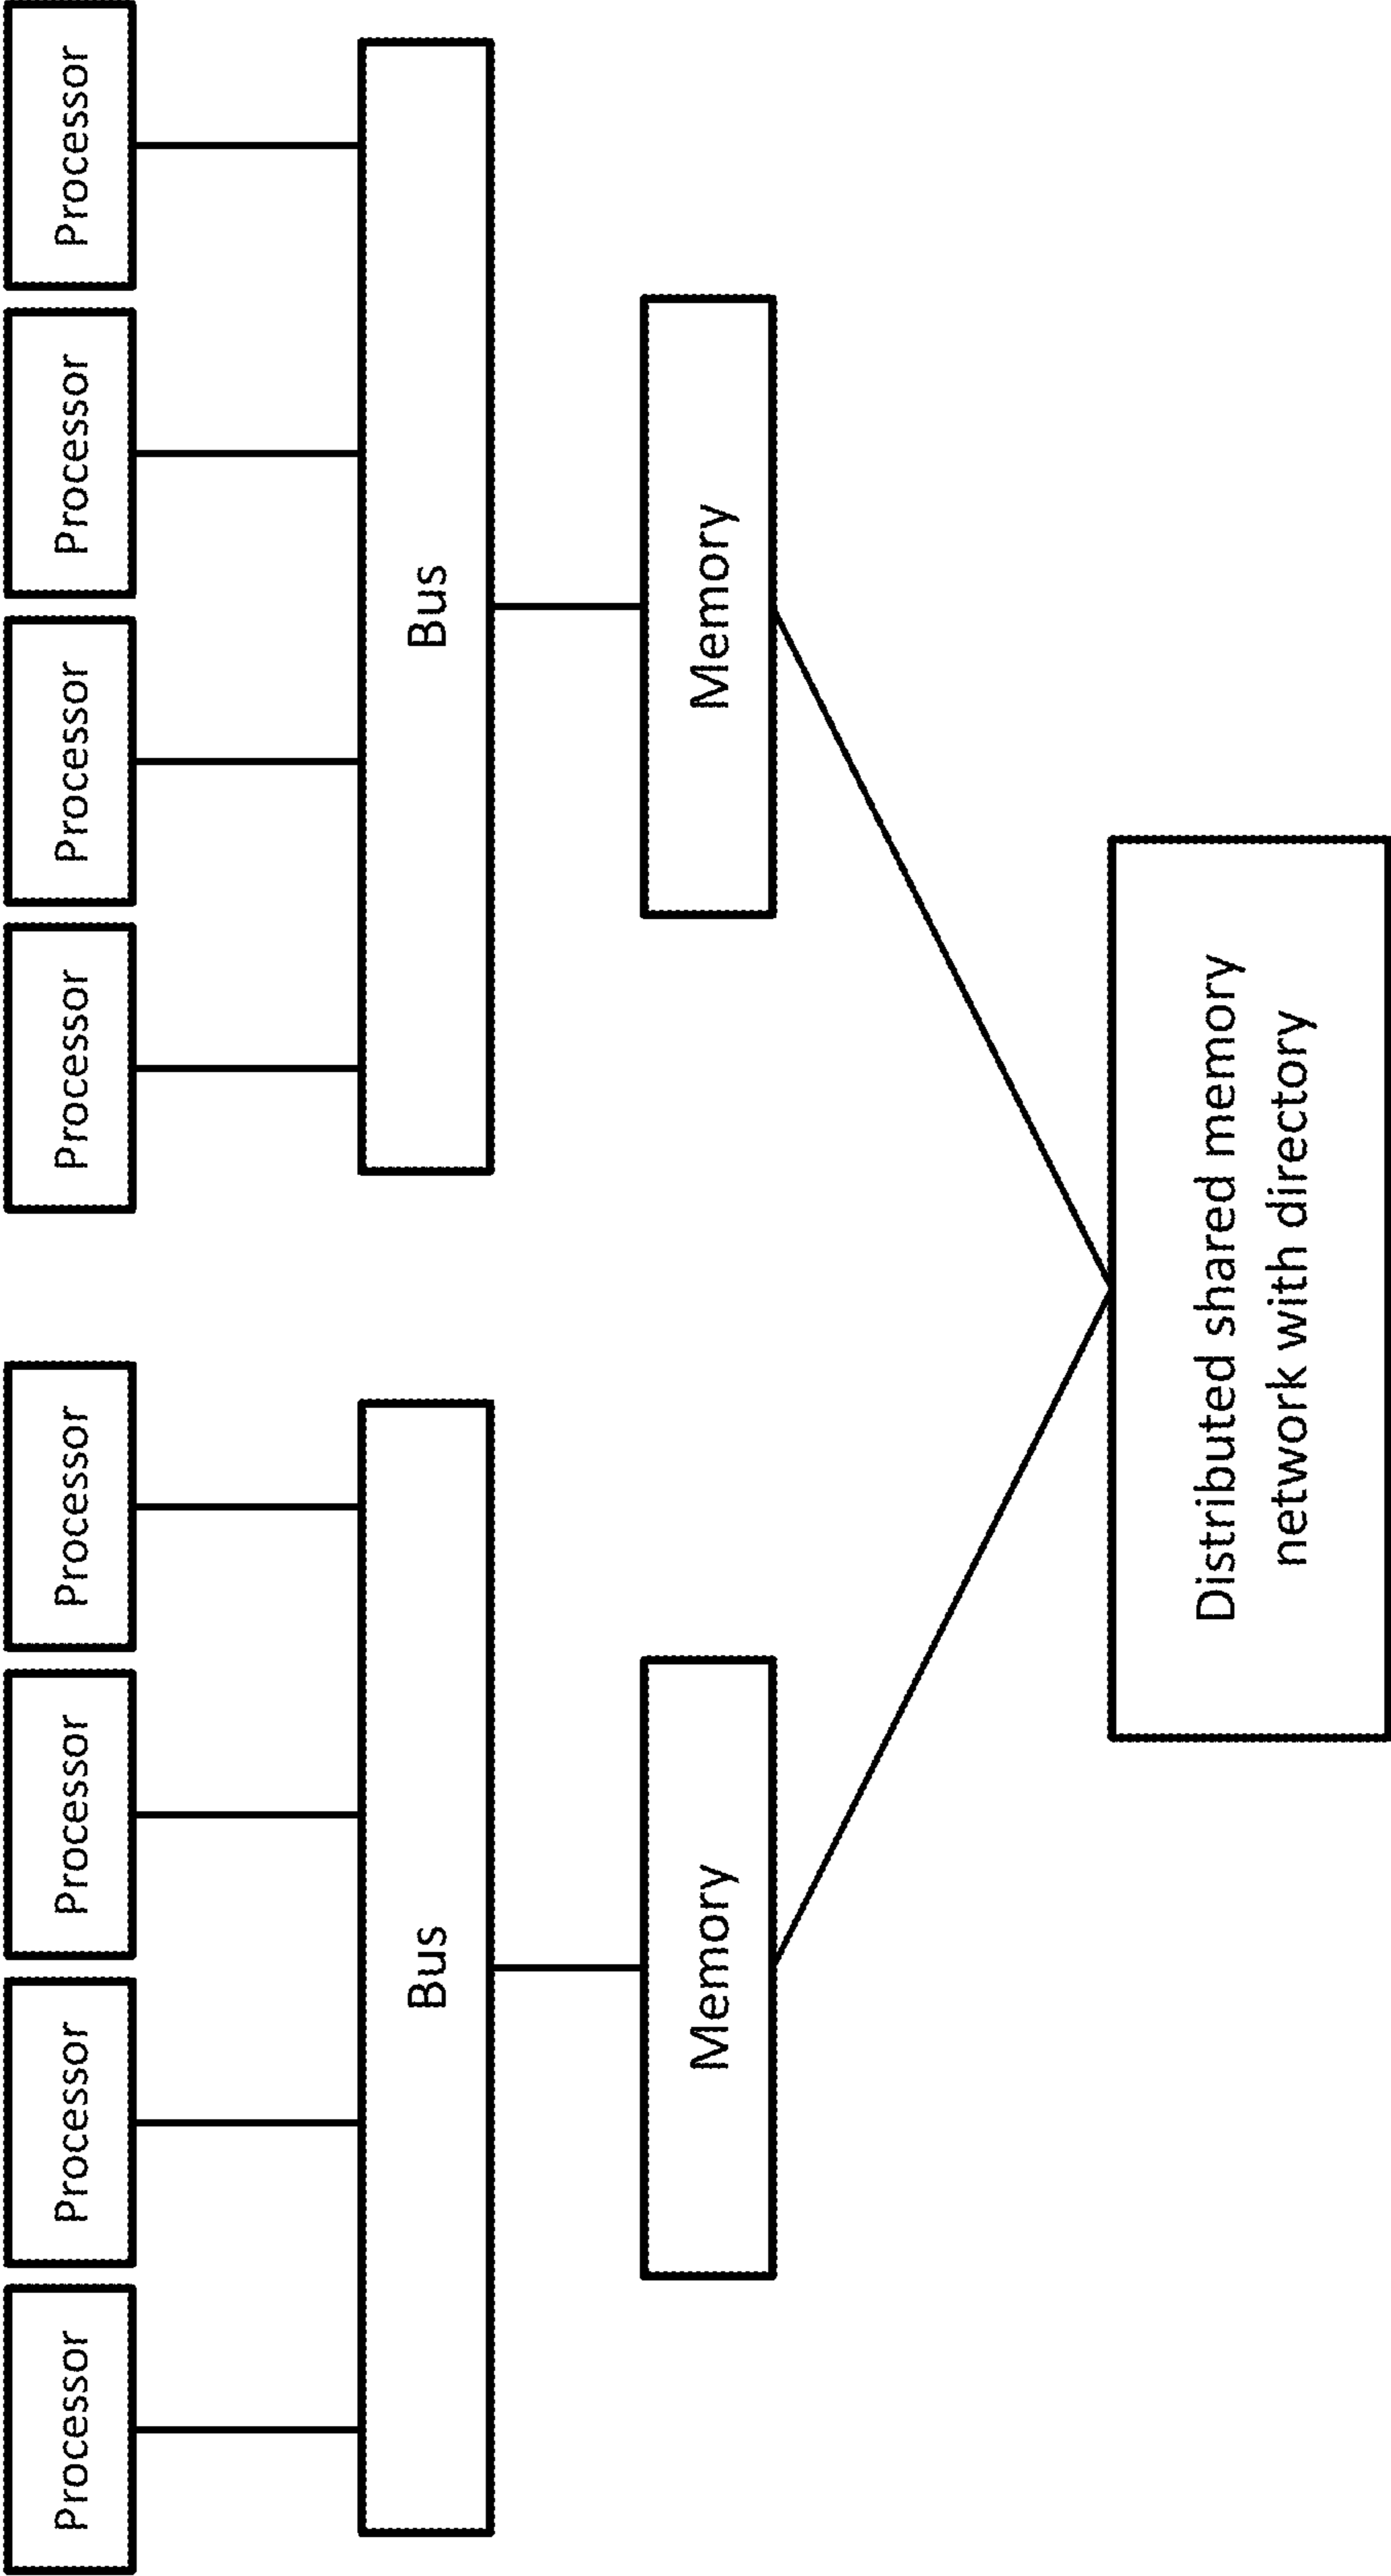 Processor
Processor
Processor
Processor
Processor
Processor
Processor
Processor
Bus
Bus
Memory
Memory
Distributed shared memory
network with directory